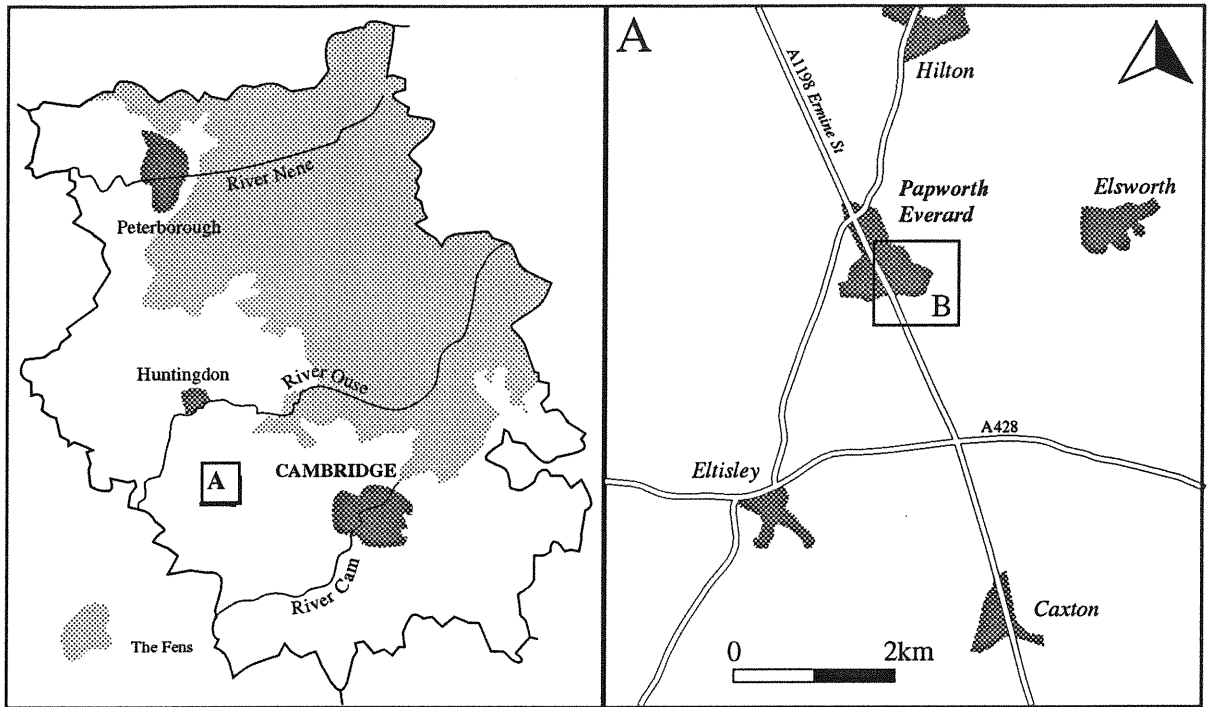 River Nene
Peterborough
Huntingdon
River Ouse
A
CAMBRIDGE
River Cam
The Fens
A
Hilton
A1198 Ermine St
Papworth
Everard
Elsworth
B
A428
Eltisley
Caxton
0 2km